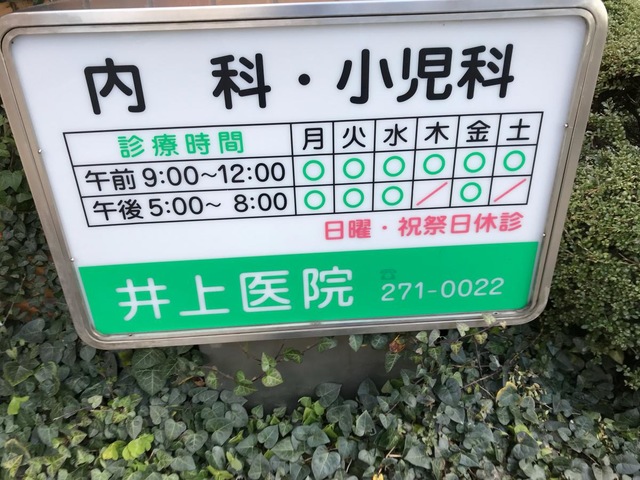 内 科・小児科
診療時間 月 火 水 木 金 土
午前 9:00～12:00 ○ ○ ○ ○ ○ ○
午後 5:00～ 8:00 ○ ○ ○ ／ ○ ／
日曜・祝祭日休診
井上医院 ☎ 271-0022